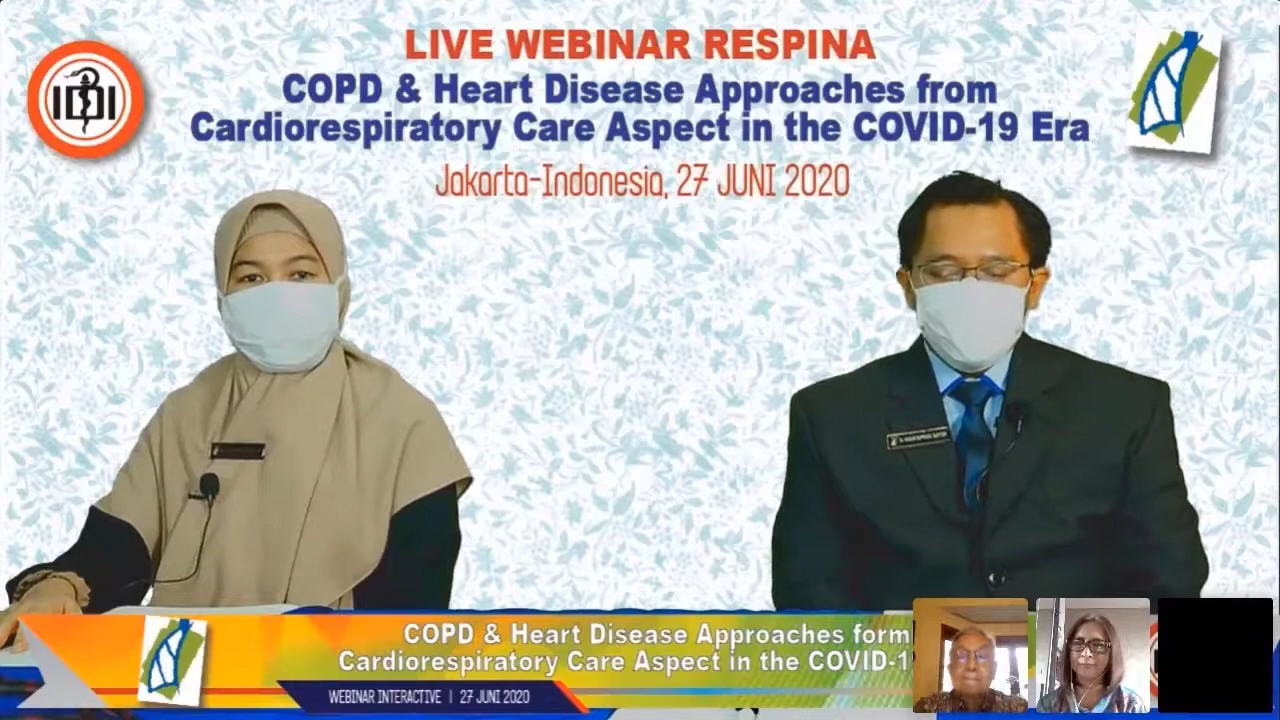 LIVE WEBINAR RESPINA
COPD & Heart Disease Approaches from
Cardiorespiratory Care Aspect in the COVID-19 Era
Jakarta-Indonesia, 27 JUNI 2020
IDI
COPD & Heart Disease Approaches form
Cardiorespiratory Care Aspect in the COVID-1
WEBINAR INTERACTIVE | 27 JUNI 2020